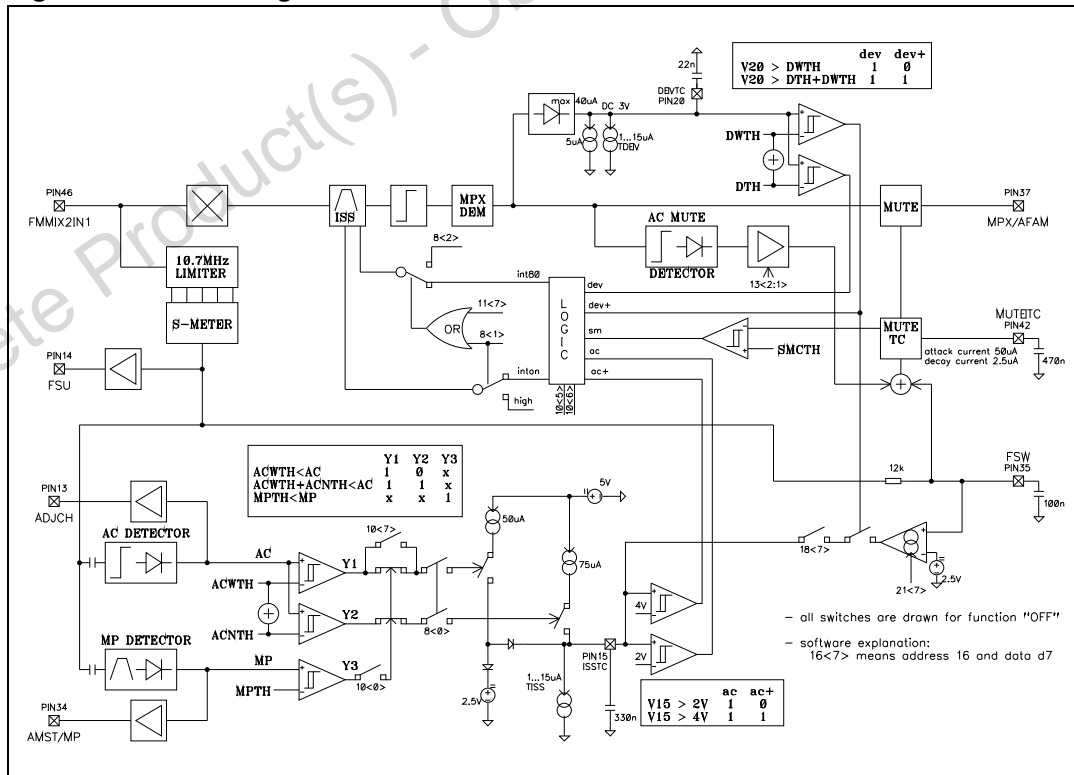 ete Product(s) - Ob
22n
DEVTC
PIN20
dev dev+
V20 > DWTH 1 0
V20 > DTH+DWTH 1 1
max 40uA
DC 3V
5uA
1...15uA
TDEV
DWTH
DTH
PIN46
FMMIX2IN1
ISS
MPX
DEM
MUTE
PIN37
MPX/AFAM
10.7MHz
LIMITER
S-METER
8<2>
int80
11<7>
OR
8<1>
inton
high
LOGIC
10<5>
10<6>
dev
dev+
sm
ac
ac+
AC MUTE
DETECTOR
13<2:1>
SMCTH
MUTE
TC
MUTETC
PIN42
attack current 50uA
decay current 2.5uA
470n
PIN14
FSU
Y1 Y2 Y3
ACWTH<AC 1 0 x
ACWTH+ACNTH<AC 1 1 x
MPTH<MP x x 1
PIN13
ADJCH
AC DETECTOR
AC
ACWTH
ACNTH
Y1
Y2
10<7>
8<0>
50uA
5V
75uA
12k
FSW
PIN35
100n
18<7>
21<7>
2.5V
4V
2V
MP DETECTOR
MP
MPTH
Y3
10<0>
2.5V
1...15uA
TISS
PIN15
ISSTC
330n
ac ac+
V15 > 2V 1 0
V15 > 4V 1 1
PIN34
AMST/MP
- all switches are drawn for function "OFF"
- software explanation:
16<7> means address 16 and data d7